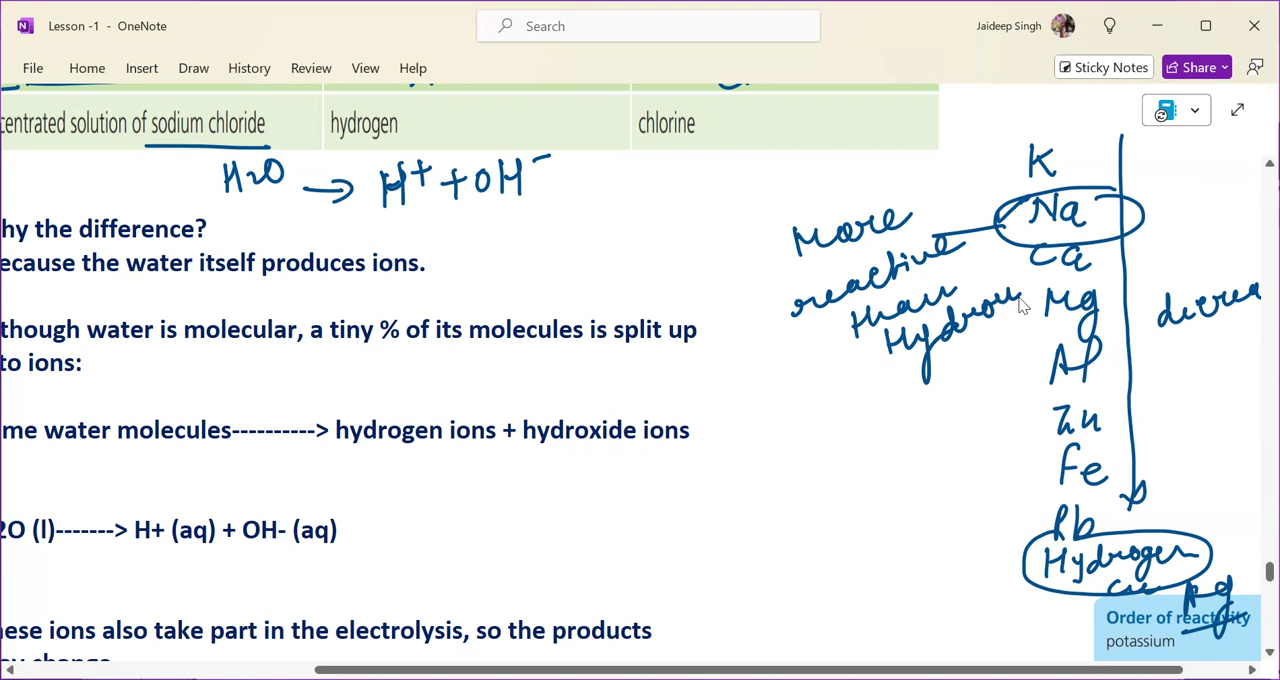 Lesson -1 - OneNote
Search
Jaideep Singh
File Home Insert Draw History Review View Help
Sticky Notes
Share
centrated solution of sodium chloride hydrogen chlorine
H2O → H+ + OH-
hy the difference?
ecause the water itself produces ions.
though water is molecular, a tiny % of its molecules is split up
to ions:
me water molecules----------> hydrogen ions + hydroxide ions
2O (l)-------> H+ (aq) + OH- (aq)
hese ions also take part in the electrolysis, so the products
More
reactive
than
K
Na
Ca
Mg
Al
Zn
Fe
Pb
Hydrogen
Cu Ag
decrea
Order of reactivity
potassium